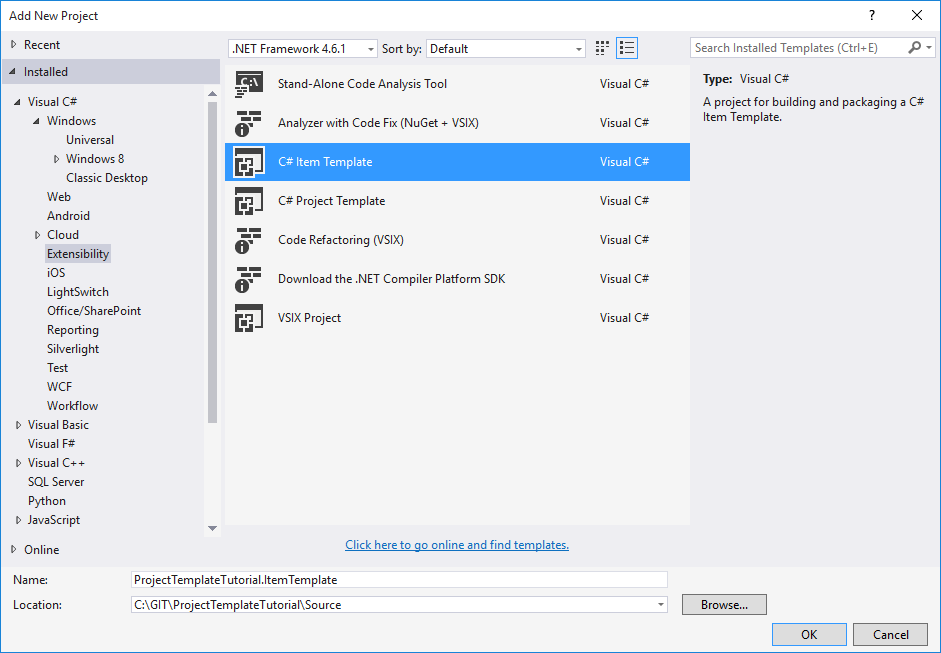 Add New Project
?
Recent
.NET Framework 4.6.1 Sort by: Default
Search Installed Templates (Ctrl+E)
Installed
Visual C#
Windows
Universal
Windows 8
Classic Desktop
Web
Android
Cloud
Extensibility
iOS
LightSwitch
Office/SharePoint
Reporting
Silverlight
Test
WCF
Workflow
Visual Basic
Visual F#
Visual C++
SQL Server
Python
JavaScript
Online
C:\
Stand-Alone Code Analysis Tool Visual C#
Analyzer with Code Fix (NuGet + VSIX) Visual C#
C# Item Template Visual C#
C# Project Template Visual C#
Code Refactoring (VSIX) Visual C#
Download the .NET Compiler Platform SDK Visual C#
VSIX Project Visual C#
Click here to go online and find templates.
Type: Visual C#
A project for building and packaging a C#
Item Template.
Name: ProjectTemplateTutorial.ItemTemplate
Location: C:\GIT\ProjectTemplateTutorial\Source
Browse...
OK Cancel